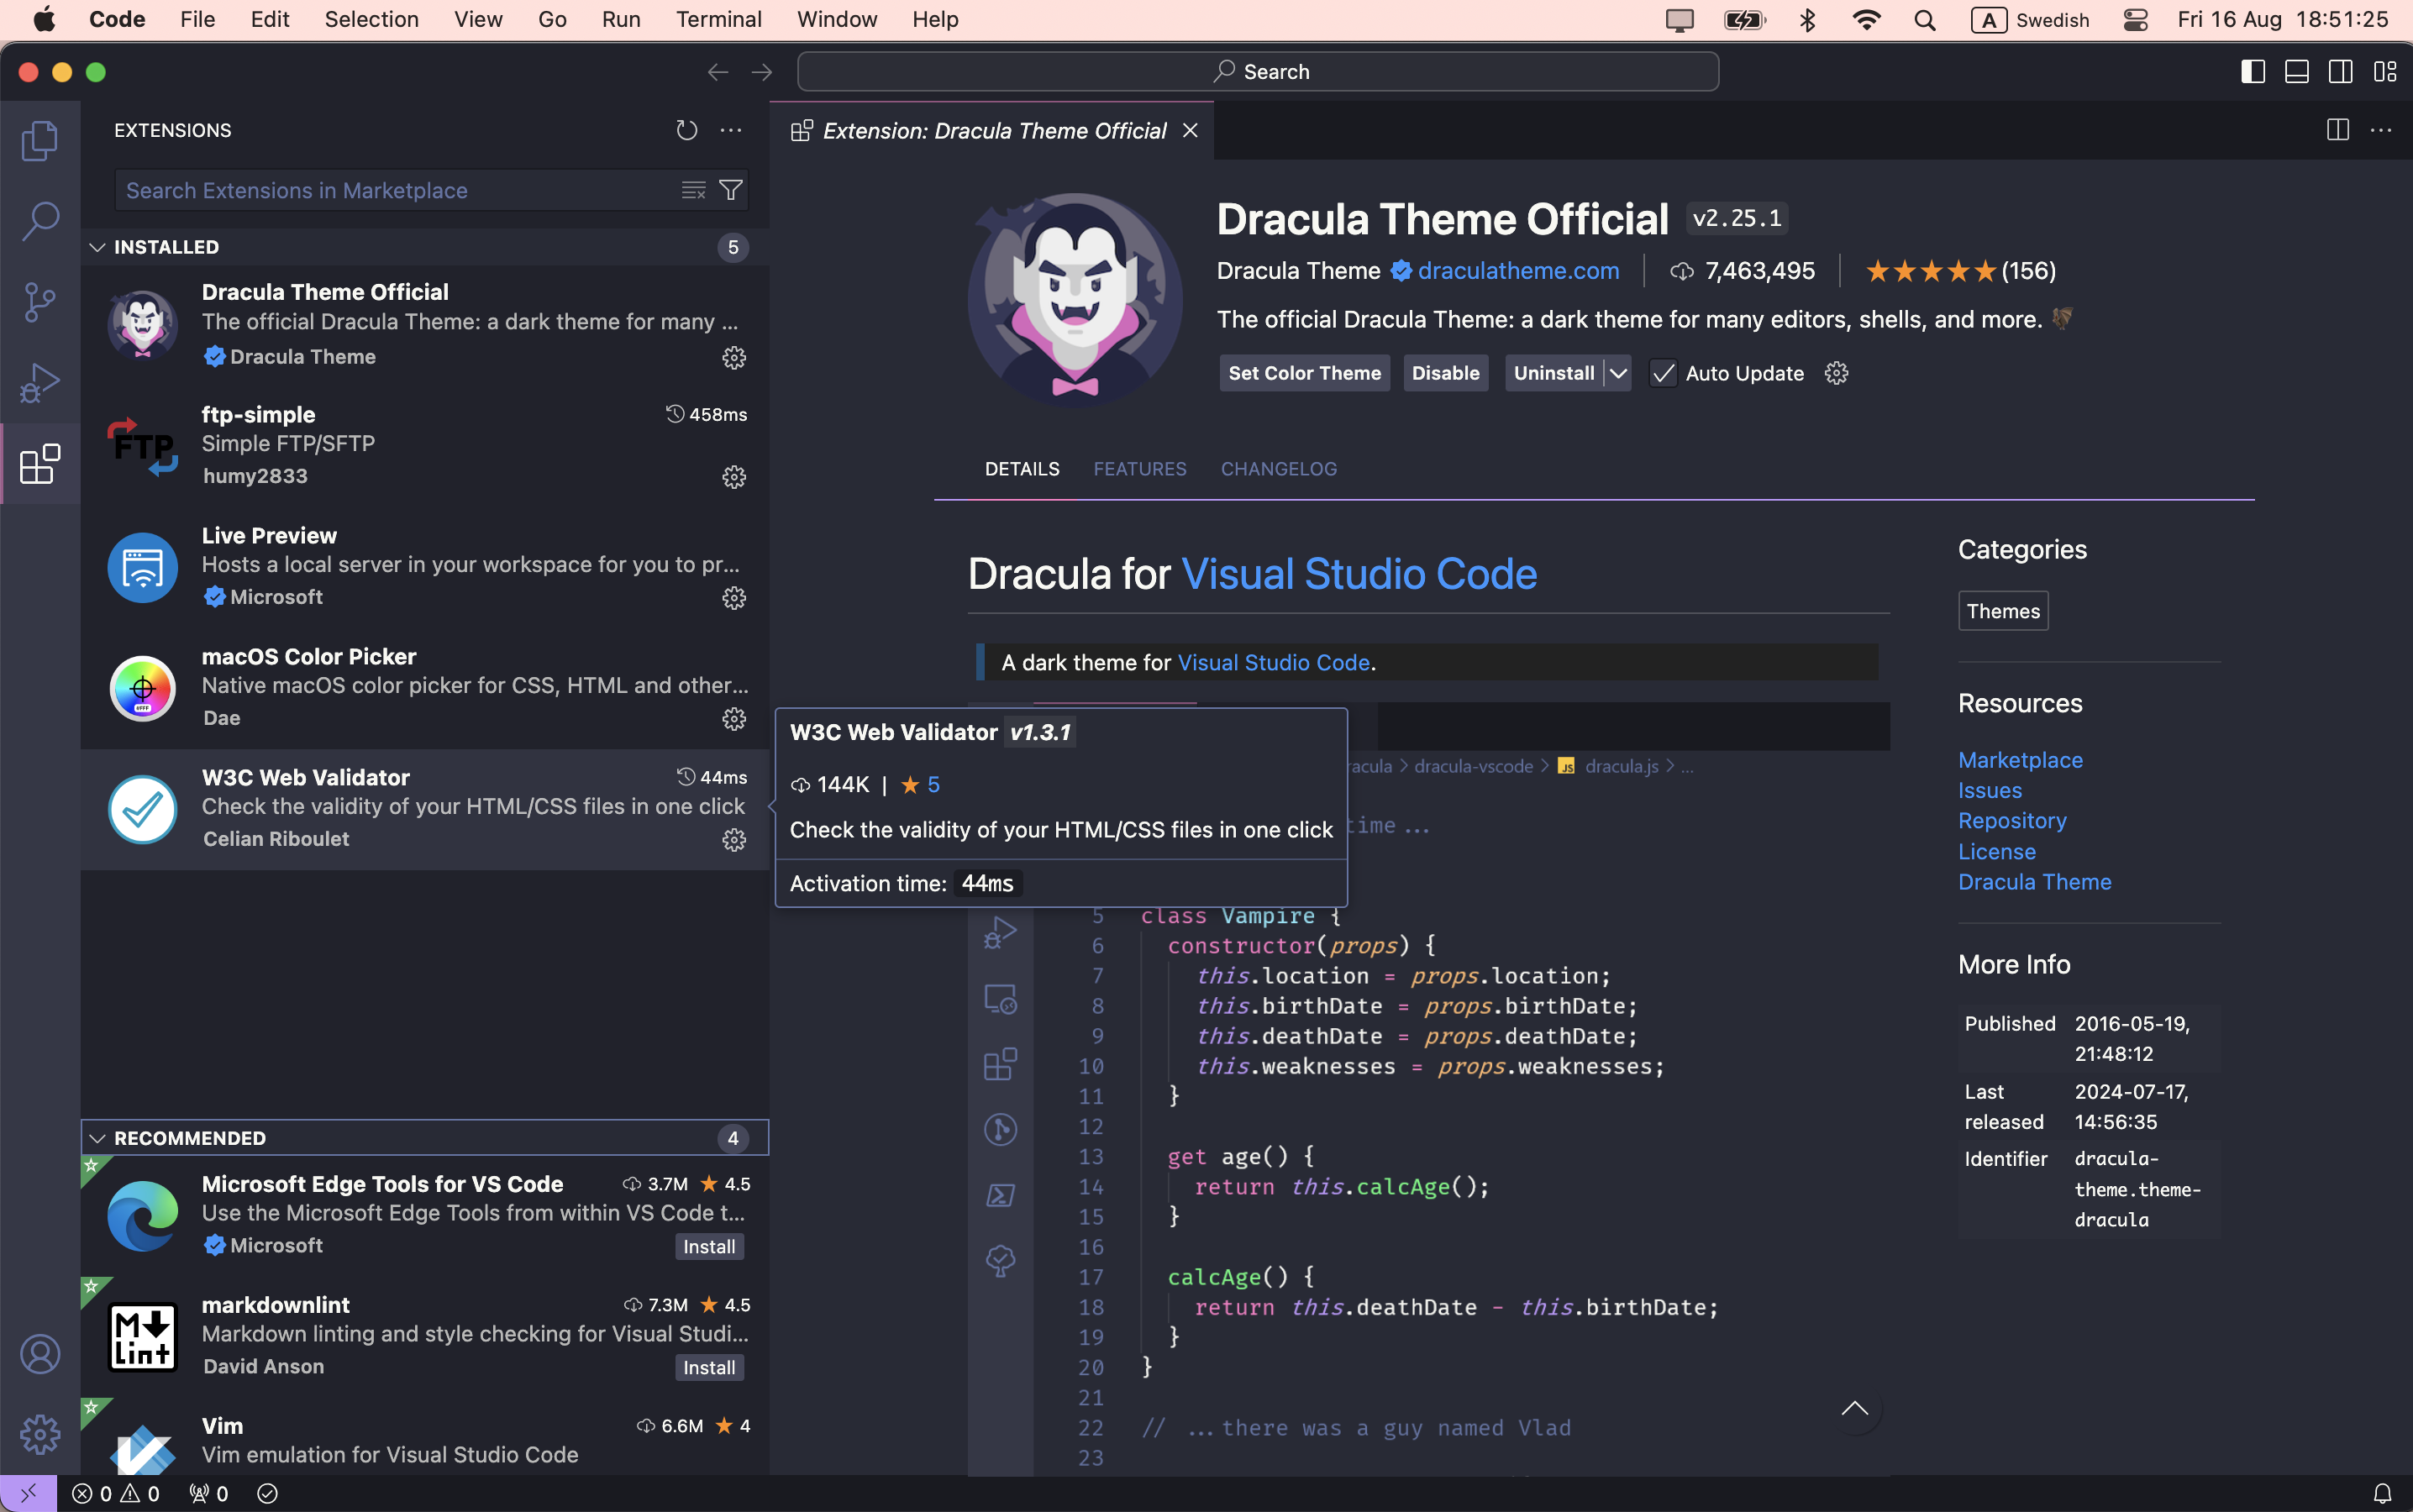 Code File Edit Selection View Go Run Terminal Window Help A Swedish Fri 16 Aug 18:51:25
Search
EXTENSIONS
Search Extensions in Marketplace
INSTALLED 5
Dracula Theme Official
The official Dracula Theme: a dark theme for many ...
Dracula Theme
FTP
ftp-simple 458ms
Simple FTP/SFTP
humy2833
Live Preview
Hosts a local server in your workspace for you to pr...
Microsoft
#FFF
macOS Color Picker
Native macOS color picker for CSS, HTML and other...
Dae
W3C Web Validator 44ms
Check the validity of your HTML/CSS files in one click
Celian Riboulet
RECOMMENDED 4
Microsoft Edge Tools for VS Code 3.7M 4.5
Use the Microsoft Edge Tools from within VS Code t...
Microsoft Install
M
Lint
markdownlint 7.3M 4.5
Markdown linting and style checking for Visual Studi...
David Anson Install
Vim 6.6M 4
Vim emulation for Visual Studio Code
Extension: Dracula Theme Official
Dracula Theme Official v2.25.1
Dracula Theme draculatheme.com 7,463,495 (156)
The official Dracula Theme: a dark theme for many editors, shells, and more.
Set Color Theme Disable Uninstall Auto Update
DETAILS FEATURES CHANGELOG
Dracula for Visual Studio Code
A dark theme for Visual Studio Code.
W3C Web Validator v1.3.1
144K | 5
Check the validity of your HTML/CSS files in one click
Activation time: 44ms
racula > dracula-vscode > JS dracula.js > ...
time ...
5 class Vampire {
6 constructor(props) {
7 this.location = props.location;
8 this.birthDate = props.birthDate;
9 this.deathDate = props.deathDate;
10 this.weaknesses = props.weaknesses;
11 }
12
13 get age() {
14 return this.calcAge();
15 }
16
17 calcAge() {
18 return this.deathDate - this.birthDate;
19 }
20 }
21
22 // ...there was a guy named Vlad
23
Categories
Themes
Resources
Marketplace
Issues
Repository
License
Dracula Theme
More Info
Published 2016-05-19,
21:48:12
Last 2024-07-17,
released 14:56:35
Identifier dracula-
theme.theme-
dracula
0 0 0